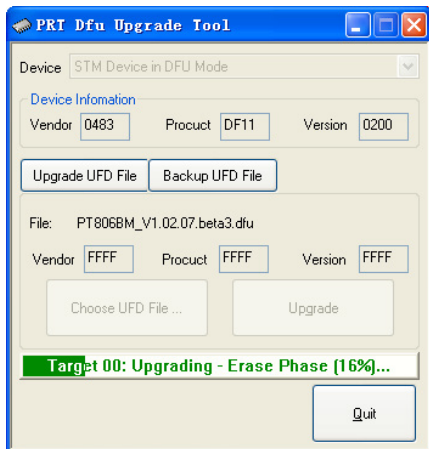 PRT Dfu Upgrade Tool
Device STM Device in DFU Mode
Device Infomation
Vendor 0483 Procuct DF11 Version 0200
Upgrade UFD File Backup UFD File
File: PT806BM_V1.02.07.beta3.dfu
Vendor FFFF Procuct FFFF Version FFFF
Choose UFD File ... Upgrade
Target 00: Upgrading - Erase Phase (16%)...
Quit